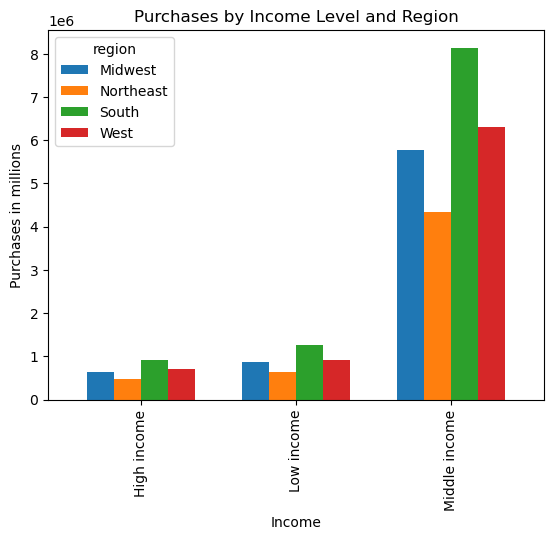 Purchases by Income Level and Region
1e6
region
Midwest
Northeast
South
West
8
7
6
5
4
3
2
1
0
Purchases in millions
High income
Low income
Middle income
Income